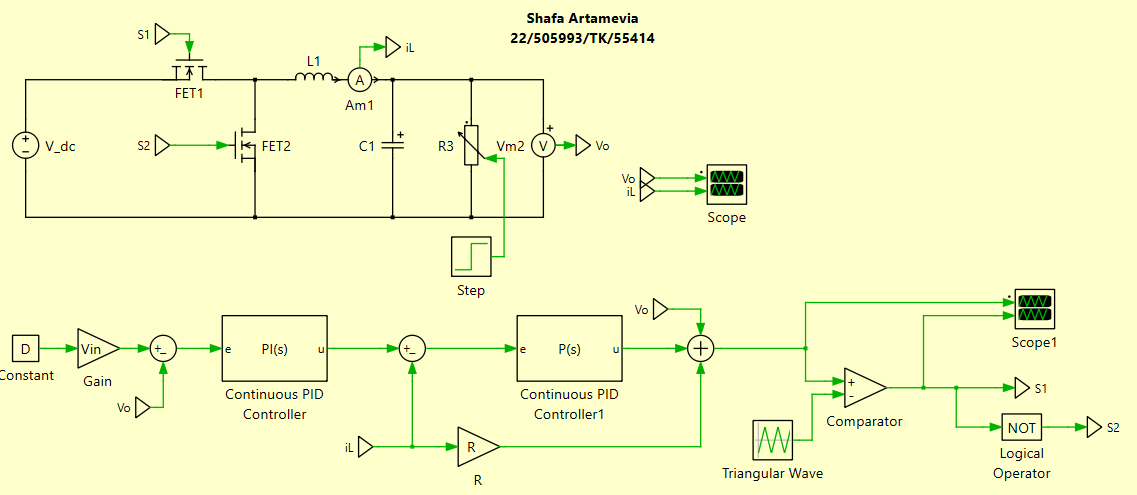 Shafa Artamevia
22/505993/TK/55414
S1
iL
L1
A
FET1
Am1
V_dc
S2
FET2
C1
R3
Vm2
V
Vo
Vo
iL
Scope
Step
Vo
Scope1
D
Vin
e
PI(s)
u
e
P(s)
u
Constant
Gain
Continuous PID
Controller
Continuous PID
Controller1
Vo
S1
Comparator
iL
R
R
Triangular Wave
NOT
S2
Logical
Operator